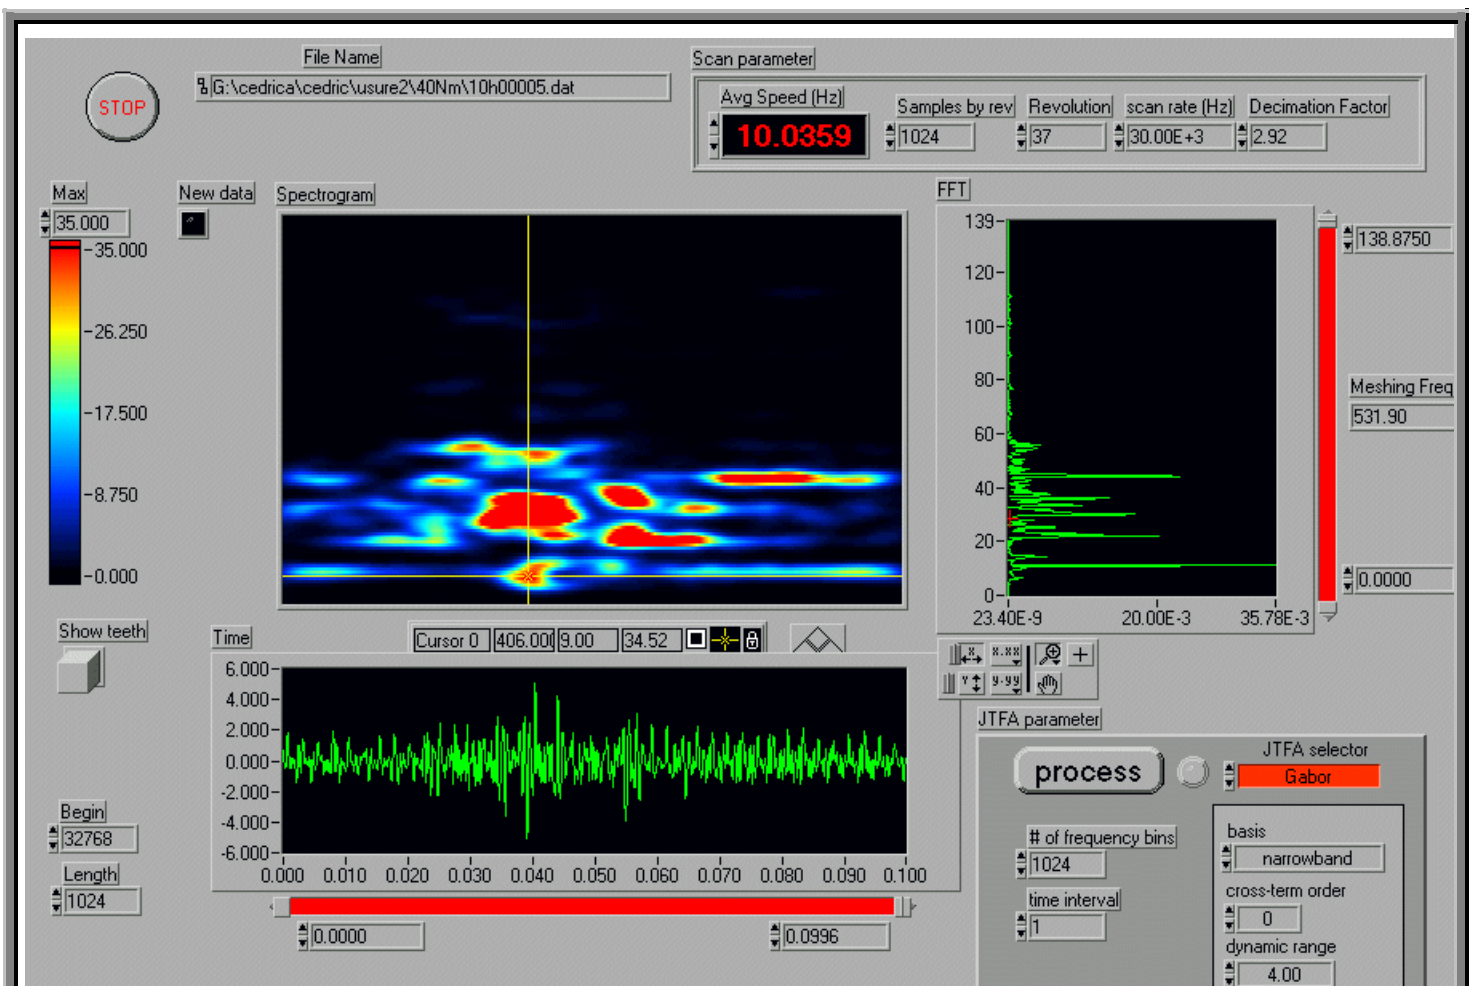 File Name
G:\cedrica\cedric\usure2\40Nm\10h00005.dat
STOP
Scan parameter
Avg Speed (Hz)
10.0359
Samples by rev
1024
Revolution
37
scan rate (Hz)
30.00E+3
Decimation Factor
2.92
Max
35.000
35.000
26.250
17.500
8.750
0.000
New data
Spectrogram
FFT
139
120
100
80
60
40
20
0
23.40E-9
20.00E-3
35.78E-3
138.8750
Meshing Freq
531.90
0.0000
Show teeth
Cursor 0
406.000
9.00
34.52
Time
6.000
4.000
2.000
0.000
-2.000
-4.000
-6.000
0.000 0.010 0.020 0.030 0.040 0.050 0.060 0.070 0.080 0.090 0.100
0.0000
0.0996
Begin
32768
Length
1024
X
X.XX
Y
Y.YY
JTFA parameter
process
JTFA selector
Gabor
# of frequency bins
1024
time interval
1
basis
narrowband
cross-term order
0
dynamic range
4.00